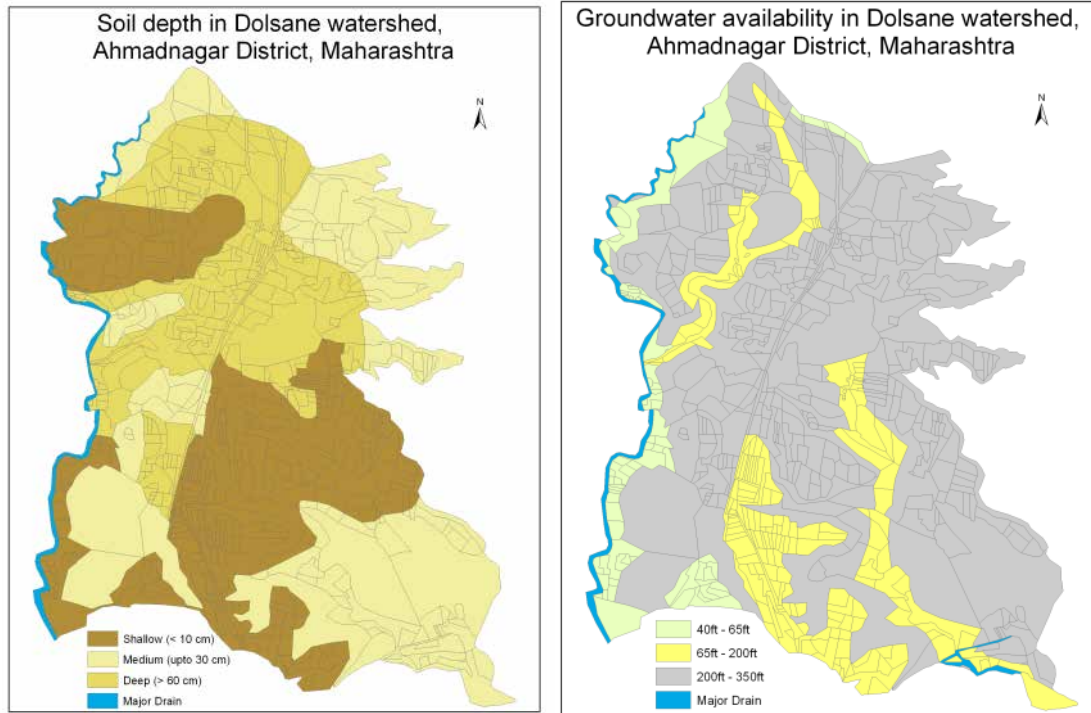 Soil depth in Dolsane watershed,
Ahmadnagar District, Maharashtra
N
Shallow (< 10 cm)
Medium (upto 30 cm)
Deep (> 60 cm)
Major Drain
Groundwater availability in Dolsane watershed,
Ahmadnagar District, Maharashtra
N
40ft - 65ft
65ft - 200ft
200ft - 350ft
Major Drain